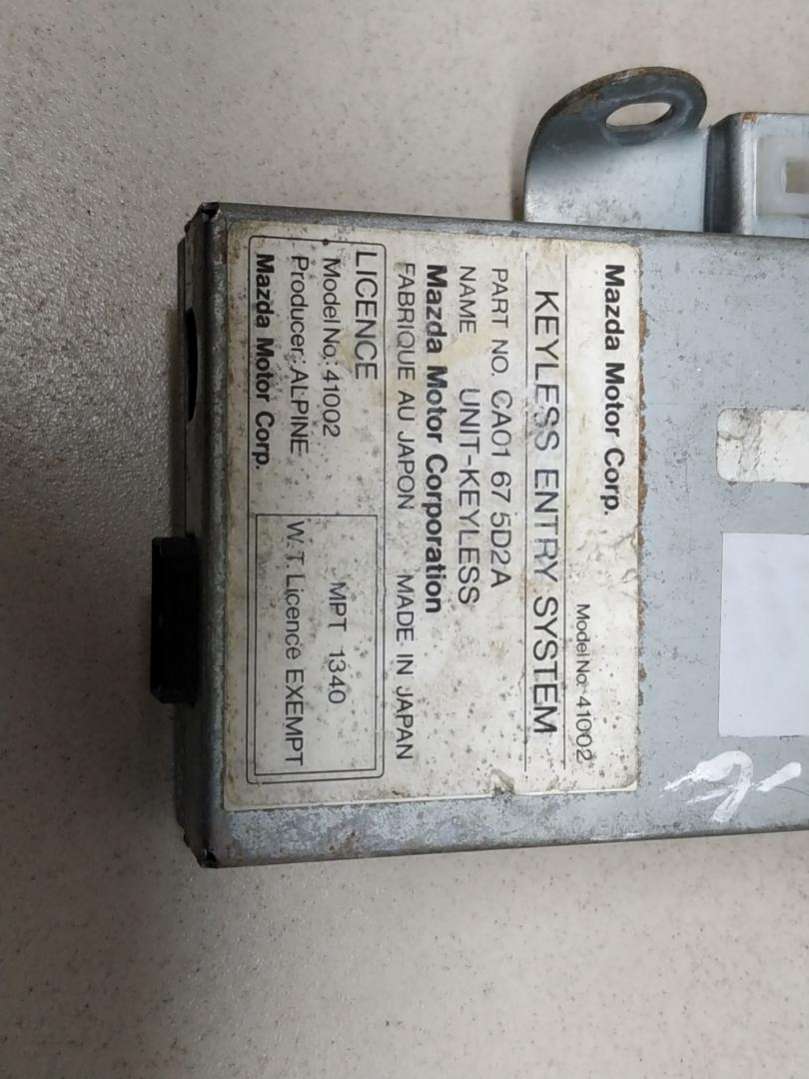 Mazda Motor Corp.
Model No: 41002
KEYLESS ENTRY SYSTEM
PART NO. CA01 67 5D2A
NAME UNIT-KEYLESS
Mazda Motor Corporation
FABRIQUE AU JAPON MADE IN JAPAN
LICENCE
Model No: 41002
Producer: ALPINE
Mazda Motor Corp.
MPT 1340
W.T. Licence EXEMPT